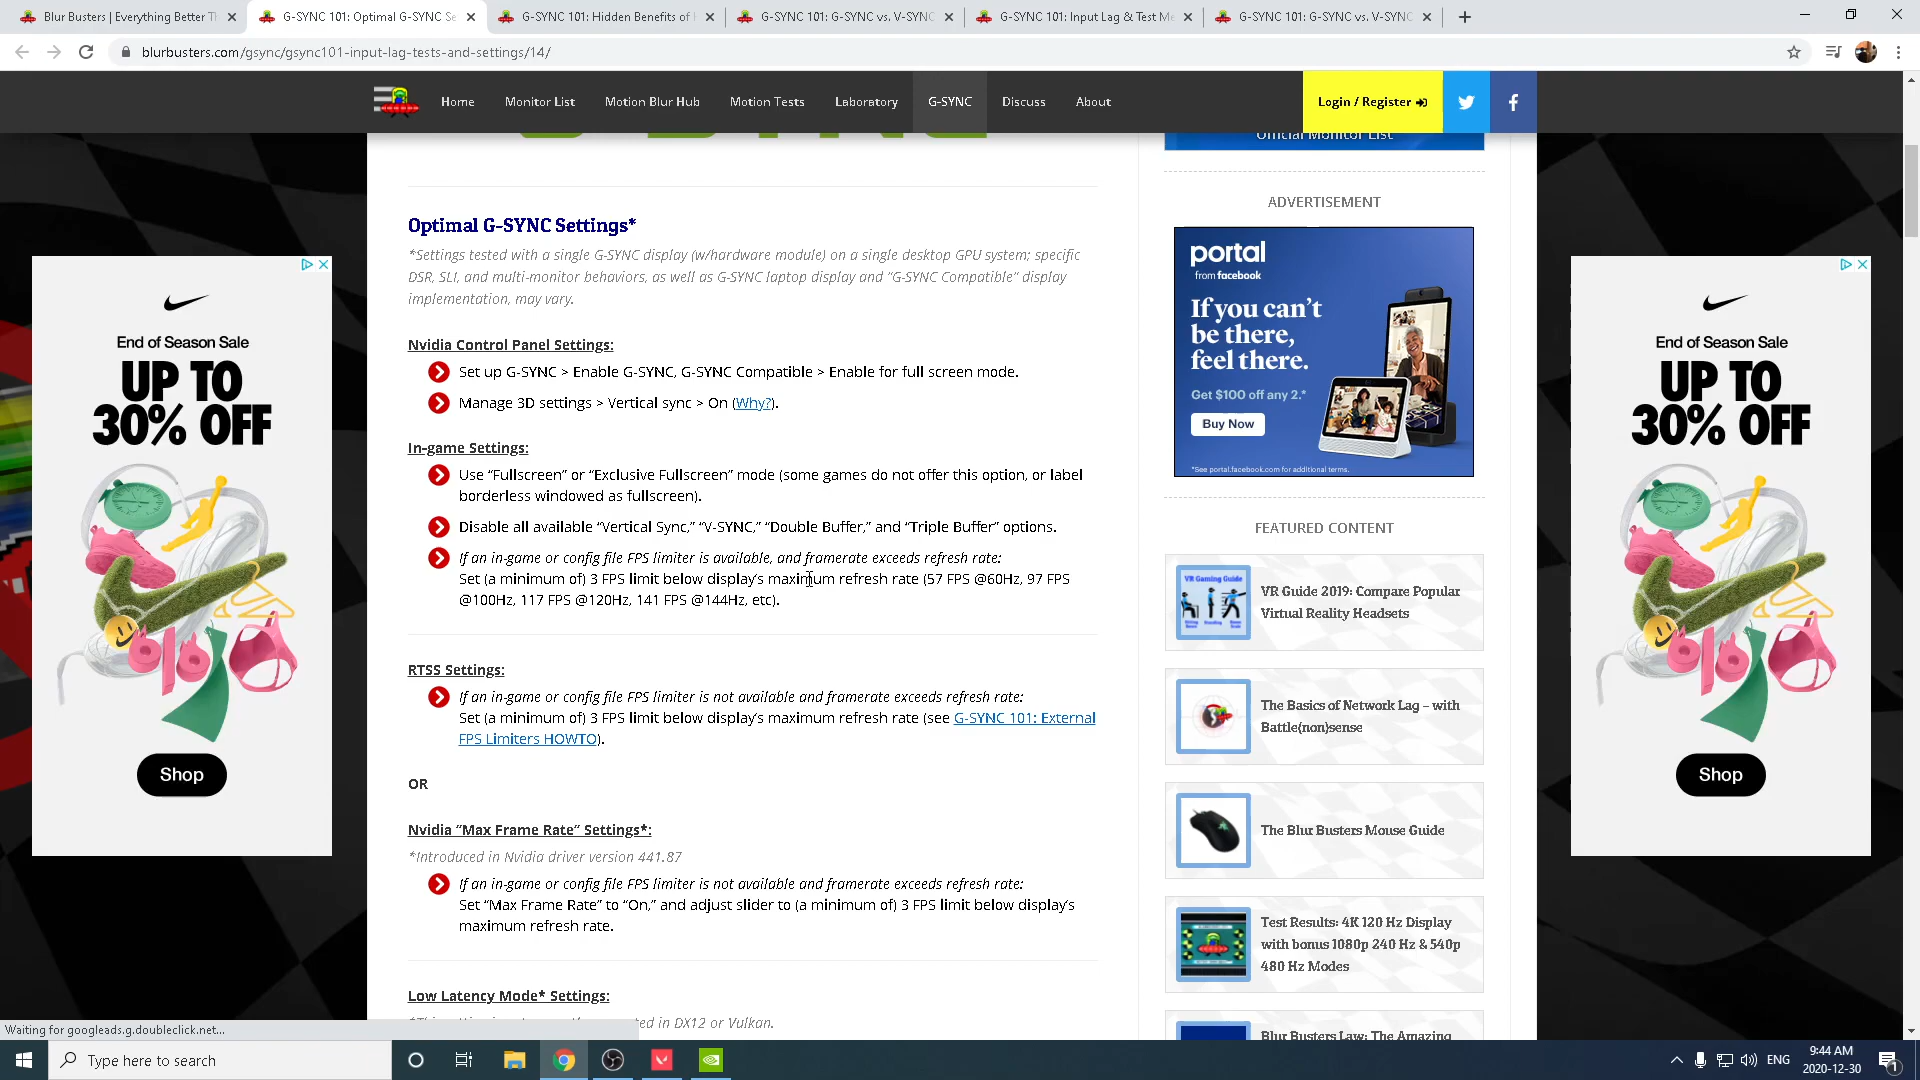 Blur Busters | Everything Better Th
G-SYNC 101: Optimal G-SYNC Se
G-SYNC 101: Hidden Benefits of
G-SYNC 101: G-SYNC vs. V-SYNC
G-SYNC 101: Input Lag & Test Me
G-SYNC 101: G-SYNC vs. V-SYNC
blurbusters.com/gsync/gsync101-input-lag-tests-and-settings/14/
Home
Monitor List
Motion Blur Hub
Motion Tests
Laboratory
G-SYNC
Discuss
About
Login / Register
Official Monitor List
Optimal G-SYNC Settings*
*Settings tested with a single G-SYNC display (w/hardware module) on a single desktop GPU system; specific
DSR, SLI, and multi-monitor behaviors, as well as G-SYNC laptop display and “G-SYNC Compatible” display
implementation, may vary.
Nvidia Control Panel Settings:
Set up G-SYNC > Enable G-SYNC, G-SYNC Compatible > Enable for full screen mode.
Manage 3D settings > Vertical sync > On (Why?).
In-game Settings:
Use “Fullscreen” or “Exclusive Fullscreen” mode (some games do not offer this option, or label
borderless windowed as fullscreen).
Disable all available “Vertical Sync,” “V-SYNC,” “Double Buffer,” and “Triple Buffer” options.
If an in-game or config file FPS limiter is available, and framerate exceeds refresh rate:
Set (a minimum of) 3 FPS limit below display’s maximum refresh rate (57 FPS @60Hz, 97 FPS
@100Hz, 117 FPS @120Hz, 141 FPS @144Hz, etc).
RTSS Settings:
If an in-game or config file FPS limiter is not available and framerate exceeds refresh rate:
Set (a minimum of) 3 FPS limit below display’s maximum refresh rate (see G-SYNC 101: External
FPS Limiters HOWTO).
OR
Nvidia “Max Frame Rate” Settings*:
*Introduced in Nvidia driver version 441.87
If an in-game or config file FPS limiter is not available and framerate exceeds refresh rate:
Set “Max Frame Rate” to “On,” and adjust slider to (a minimum of) 3 FPS limit below display’s
maximum refresh rate.
Low Latency Mode* Settings:
ted in DX12 or Vulkan.
ADVERTISEMENT
portal
from facebook
If you can’t
be there,
feel there.
Get $100 off any 2.*
Buy Now
*See portal.facebook.com for additional terms.
FEATURED CONTENT
VR Gaming Guide
VR Guide 2019: Compare Popular
Virtual Reality Headsets
The Basics of Network Lag – with
Battle(non)sense
The Blur Busters Mouse Guide
Test Results: 4K 120 Hz Display
with bonus 1080p 240 Hz & 540p
480 Hz Modes
Blur Busters Law: The Amazing
End of Season Sale
UP TO
30% OFF
Shop
End of Season Sale
UP TO
30% OFF
Shop
Waiting for googleads.g.doubleclick.net...
Type here to search
ENG
9:44 AM
2020-12-30
1